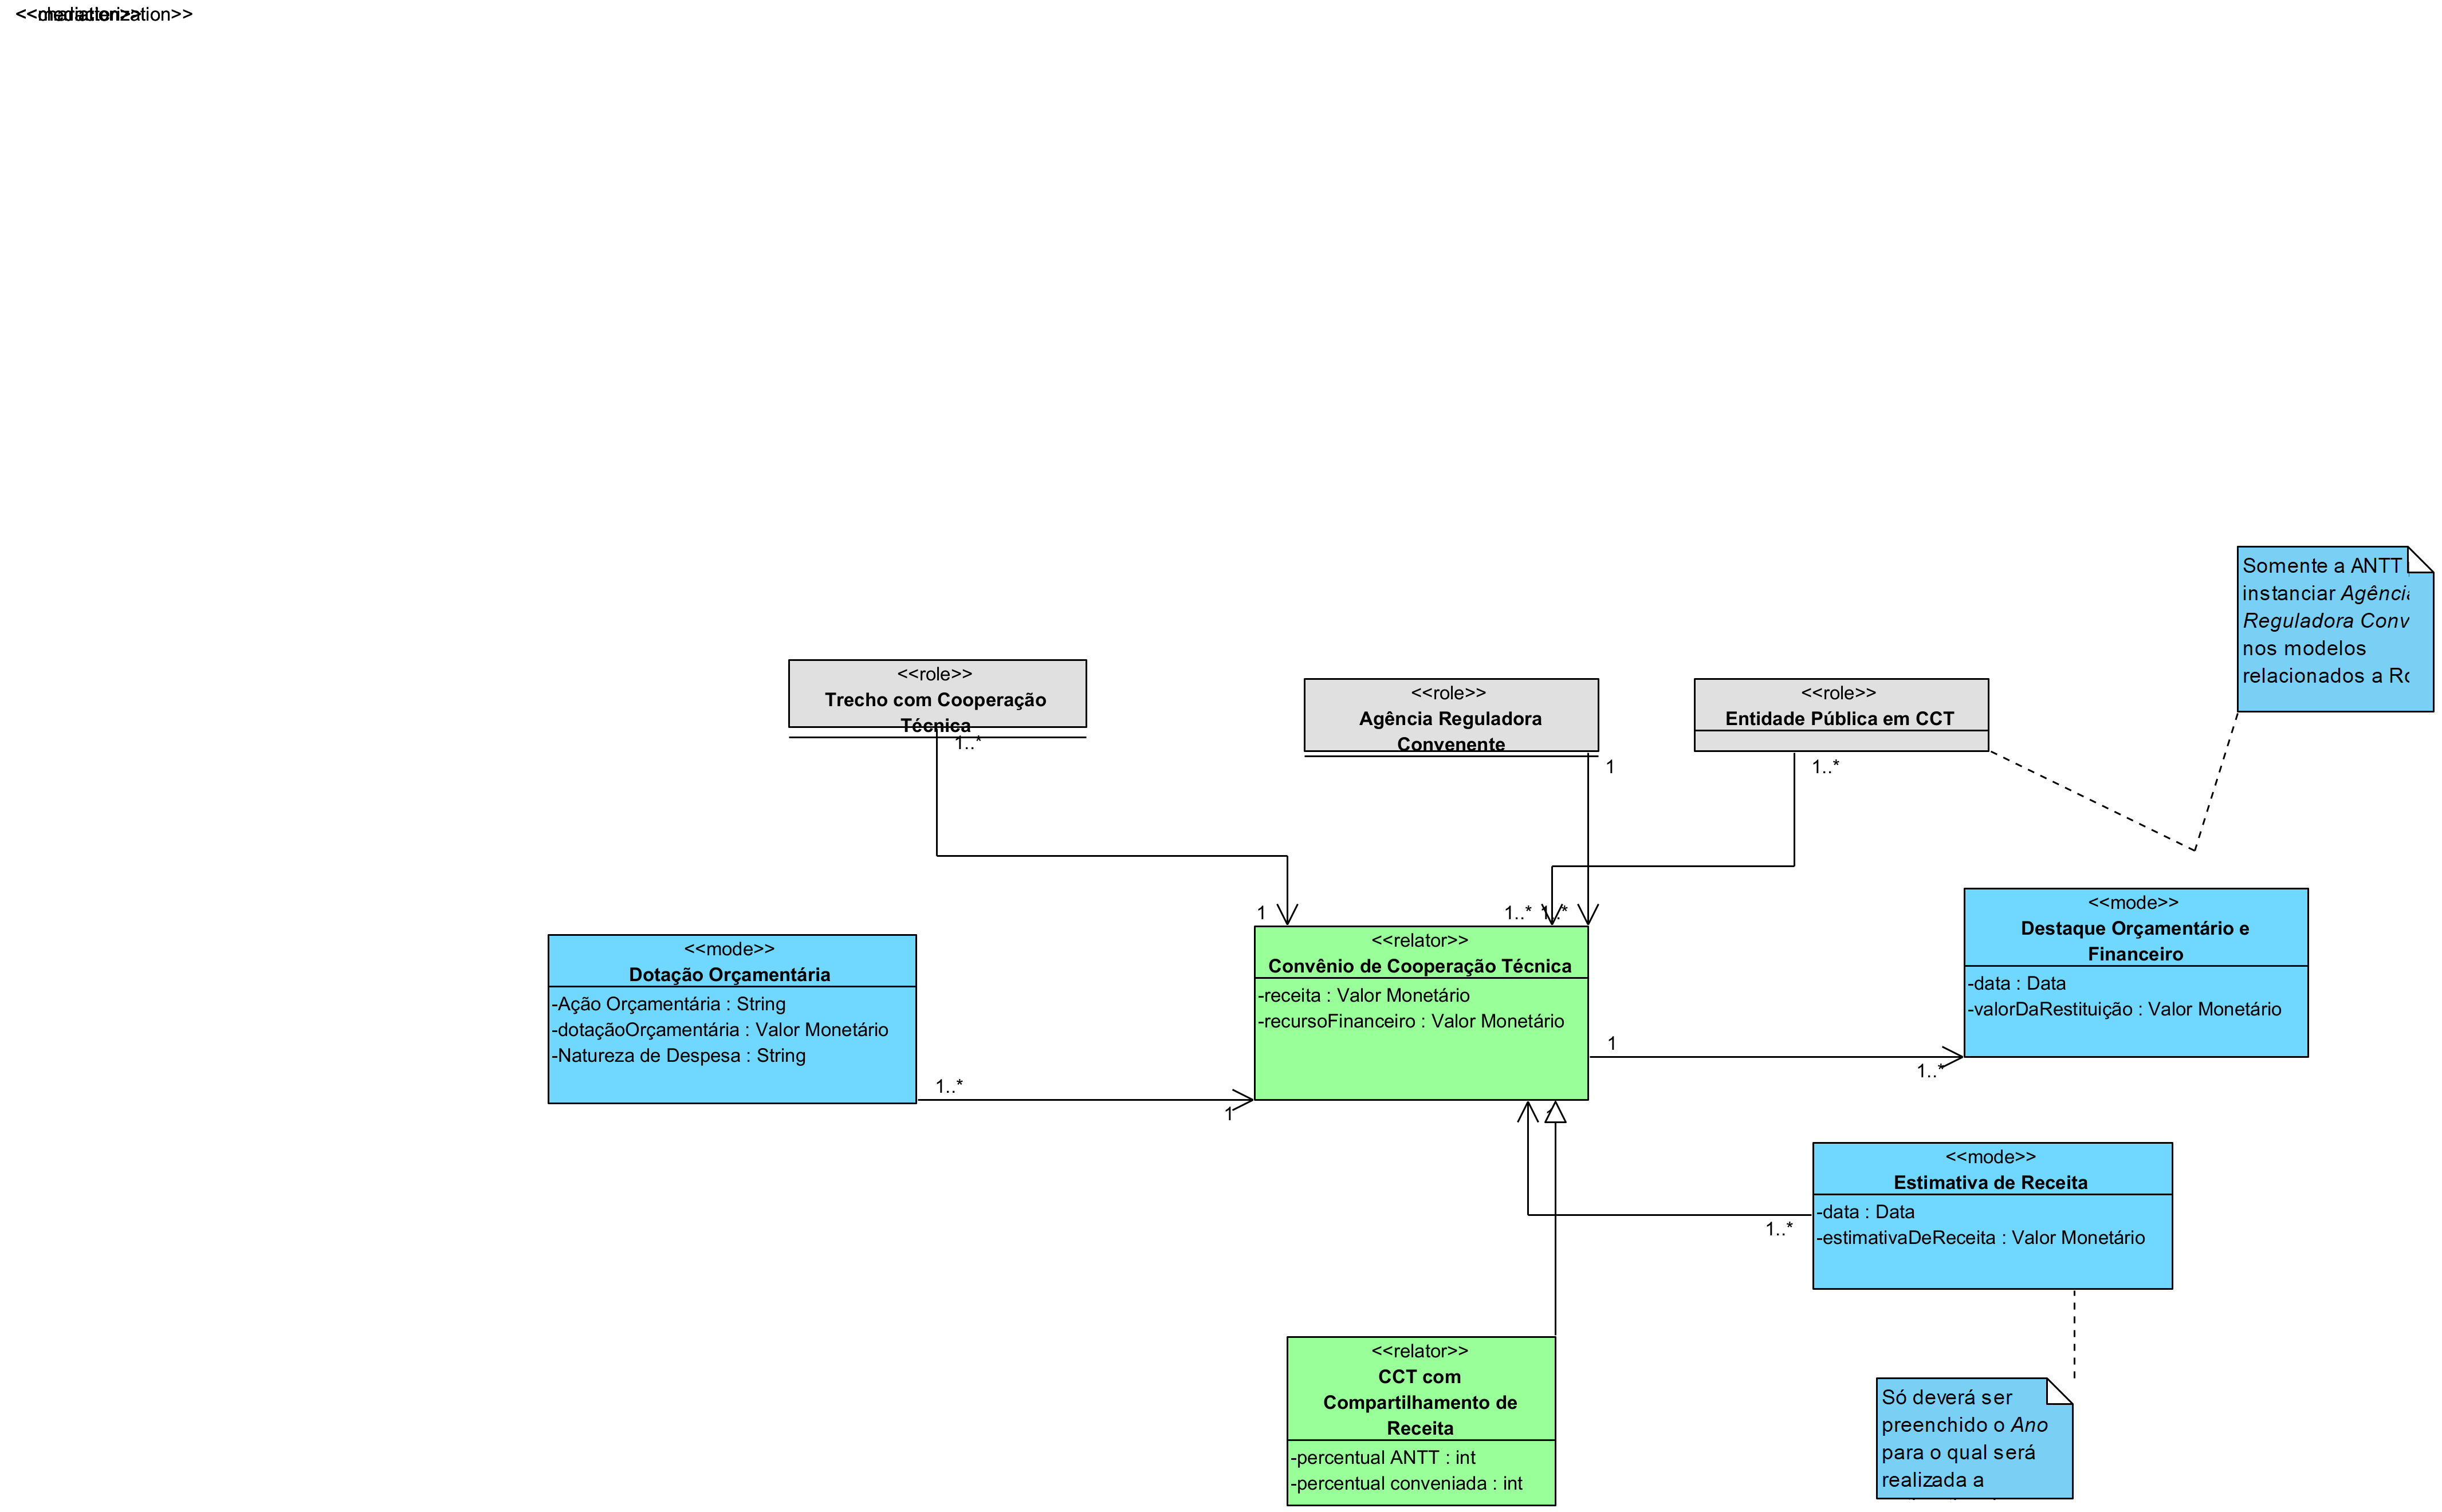 <<characterization>>
<<mediation>>
Somente a ANTT
instanciar Agência
Reguladora Conv
nos modelos
relacionados a Ro
<<role>>
Trecho com Cooperação
Técnica
1..*
<<role>>
Agência Reguladora
Convenente
1
<<role>>
Entidade Pública em CCT
1..*
1
1..*
1..*
<<mode>>
Dotação Orçamentária
-Ação Orçamentária : String
-dotaçãoOrçamentária : Valor Monetário
-Natureza de Despesa : String
1..*
1
<<relator>>
Convênio de Cooperação Técnica
-receita : Valor Monetário
-recursoFinanceiro : Valor Monetário
1
1..*
<<mode>>
Destaque Orçamentário e
Financeiro
-data : Data
-valorDaRestituição : Valor Monetário
1
<<mode>>
Estimativa de Receita
-data : Data
-estimativaDeReceita : Valor Monetário
1..*
<<relator>>
CCT com
Compartilhamento de
Receita
-percentual ANTT : int
-percentual conveniada : int
Só deverá ser
preenchido o Ano
para o qual será
realizada a